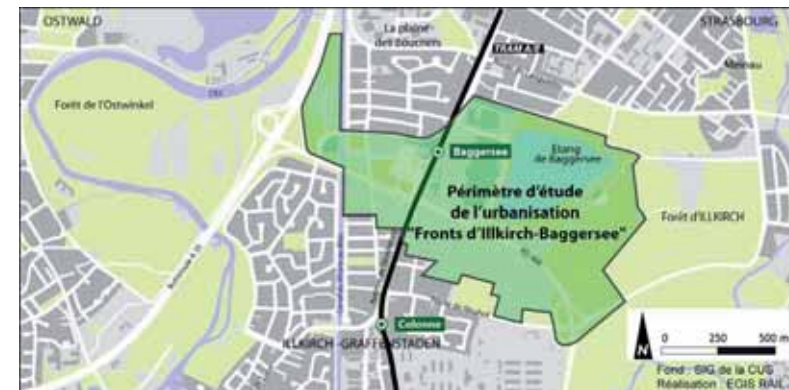 OSTWALD
La plaine
des Bouchers
TRAM A/E
STRASBOURG
Meinau
Forêt de l'Ostwinkel
Baggersee
Etang
de Baggersee
Périmètre d'étude
de l'urbanisation
"Fronts d'Illkirch-Baggersee"
Forêt d'ILLKIRCH
Autoroute A 35
Colonne
ILLKIRCH-GRAFFENSTADEN
N
0 250 500 m
Fond : SIG de la CUS
Réalisation : EGIS RAIL